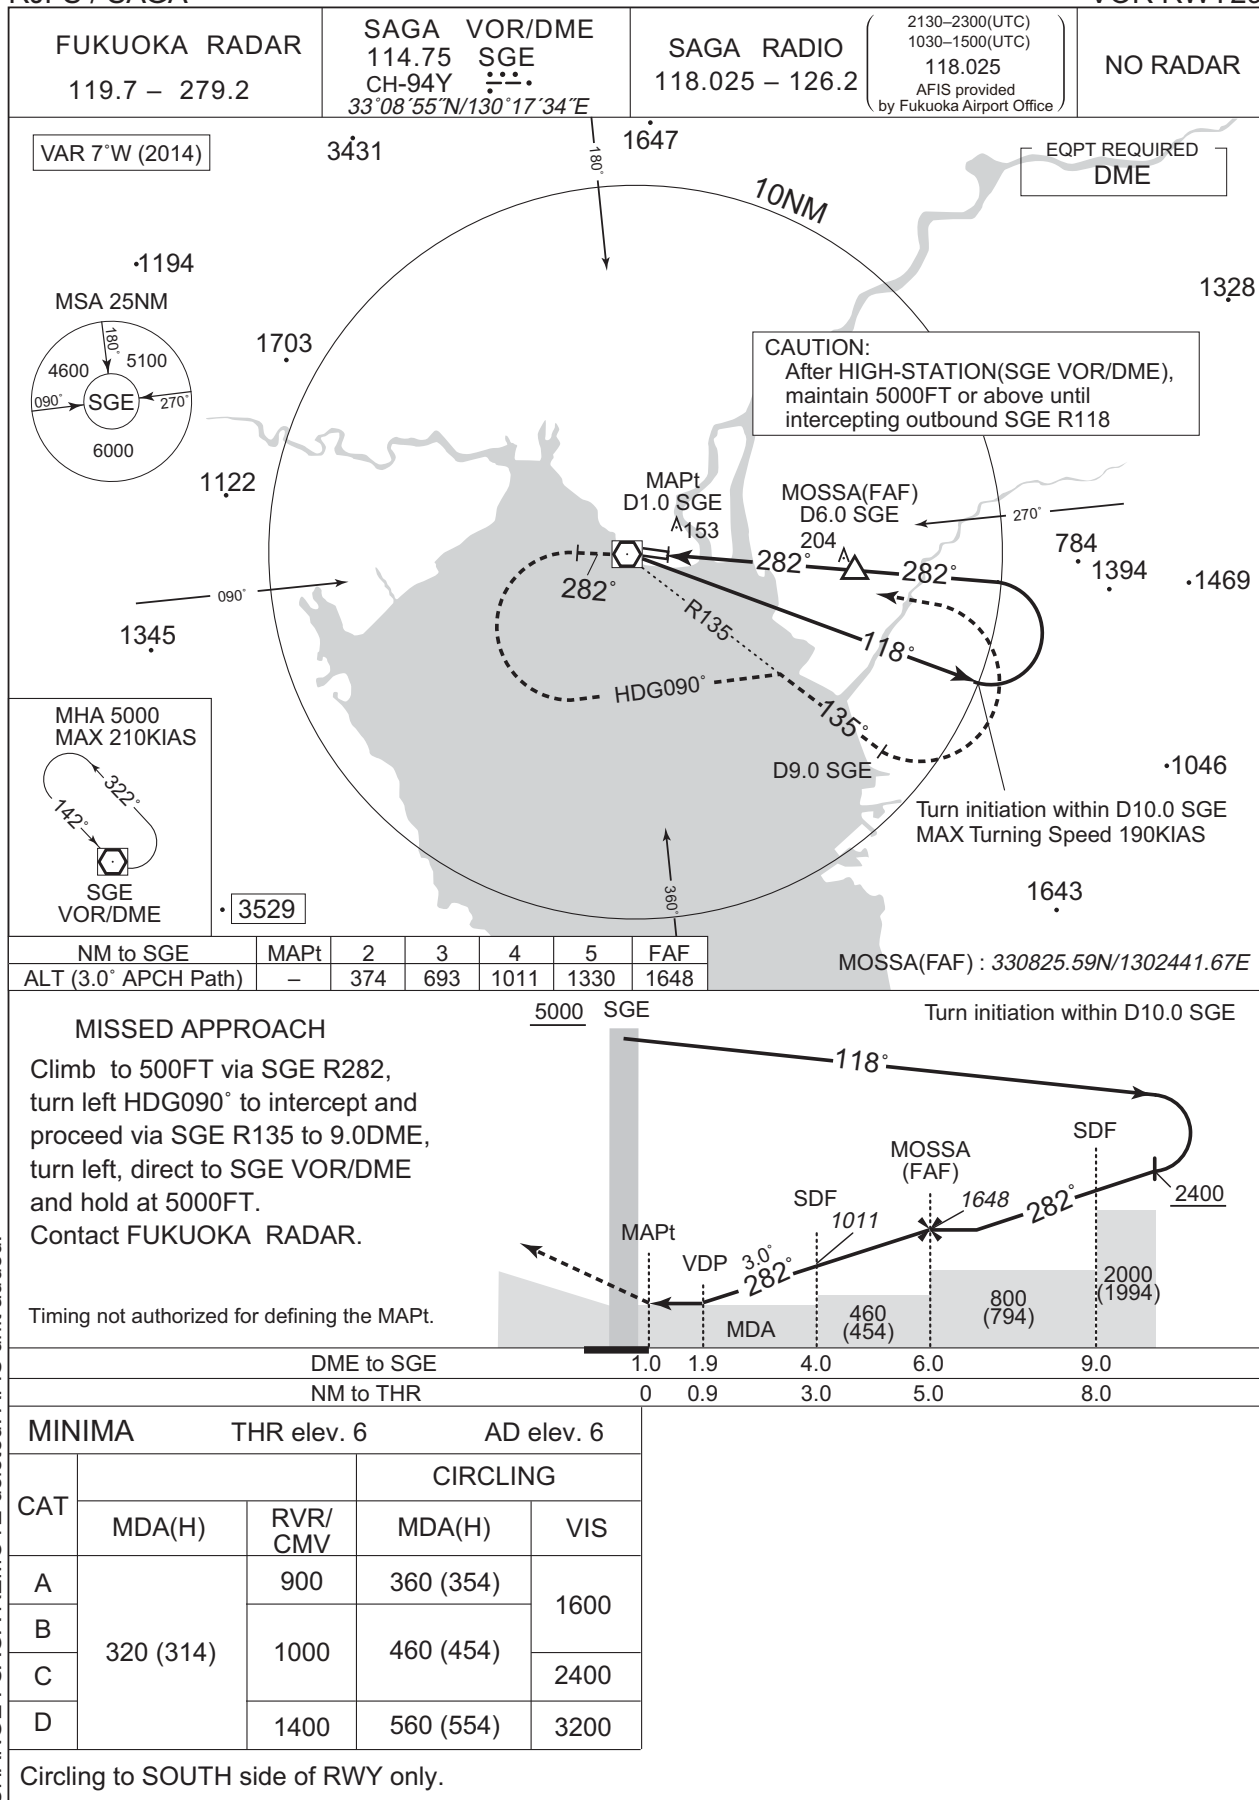 FUKUOKA RADAR
119.7 – 279.2
SAGA VOR/DME
114.75 SGE
CH-94Y
33°08´55˝N/130°17´34˝E
SAGA RADIO
118.025 – 126.2
2130–2300(UTC)
1030–1500(UTC)
118.025
AFIS provided
by Fukuoka Airport Office
NO RADAR
VAR 7°W (2014)
3431
1647
180°
EQPT REQUIRED
DME
10NM
1194
MSA 25NM
180°
4600
5100
090°
SGE
270°
6000
1703
1328
CAUTION:
After HIGH-STATION(SGE VOR/DME),
maintain 5000FT or above until
intercepting outbound SGE R118
1122
MAPt
D1.0 SGE
153
MOSSA(FAF)
D6.0 SGE
204
270°
784
1394
1469
282°
282°
282°
090°
1345
R135
118°
HDG090°
135°
D9.0 SGE
1046
MHA 5000
MAX 210KIAS
322°
142°
SGE
VOR/DME
Turn initiation within D10.0 SGE
MAX Turning Speed 190KIAS
1643
3529
360°
NM to SGE MAPt 2 3 4 5 FAF
ALT (3.0° APCH Path) – 374 693 1011 1330 1648
MOSSA(FAF) : 330825.59N/1302441.67E
MISSED APPROACH
Climb to 500FT via SGE R282,
turn left HDG090° to intercept and
proceed via SGE R135 to 9.0DME,
turn left, direct to SGE VOR/DME
and hold at 5000FT.
Contact FUKUOKA RADAR.
Timing not authorized for defining the MAPt.
5000 SGE
Turn initiation within D10.0 SGE
118°
SDF
MOSSA
(FAF)
1648
282°
2400
SDF
1011
MAPt
VDP
3.0°
282°
MDA
460
(454)
800
(794)
2000
(1994)
DME to SGE 1.0 1.9 4.0 6.0 9.0
NM to THR 0 0.9 3.0 5.0 8.0
MINIMA THR elev. 6 AD elev. 6
CAT
CIRCLING
MDA(H) RVR/
CMV MDA(H) VIS
A 900 360 (354)
1600
B
320 (314) 1000 460 (454)
C 2400
D 1400 560 (554) 3200
Circling to SOUTH side of RWY only.